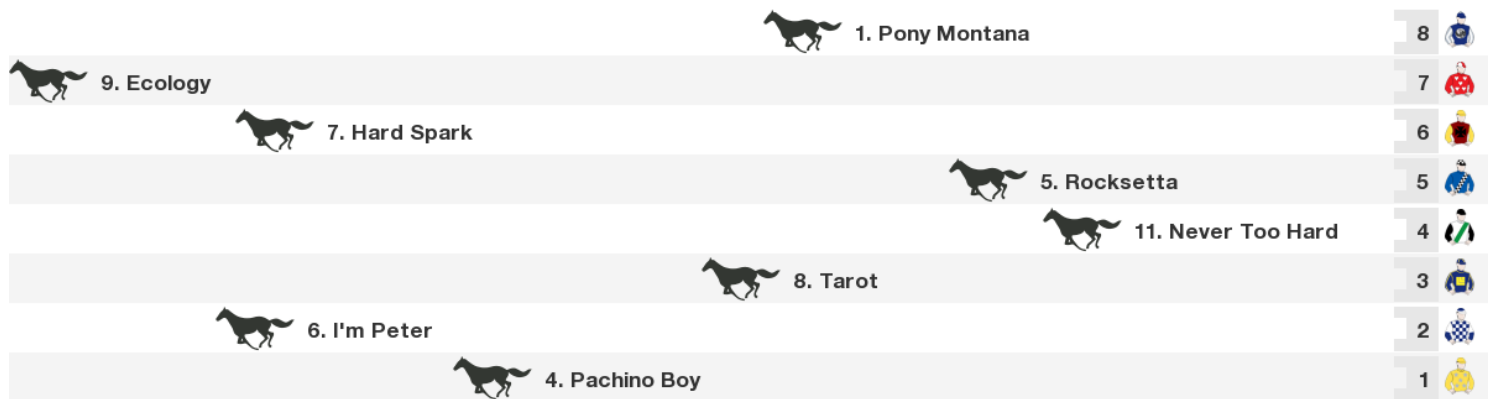 1. Pony Montana 8
9. Ecology 7
7. Hard Spark 6
5. Rocksetta 5
11. Never Too Hard 4
8. Tarot 3
6. I'm Peter 2
4. Pachino Boy 1